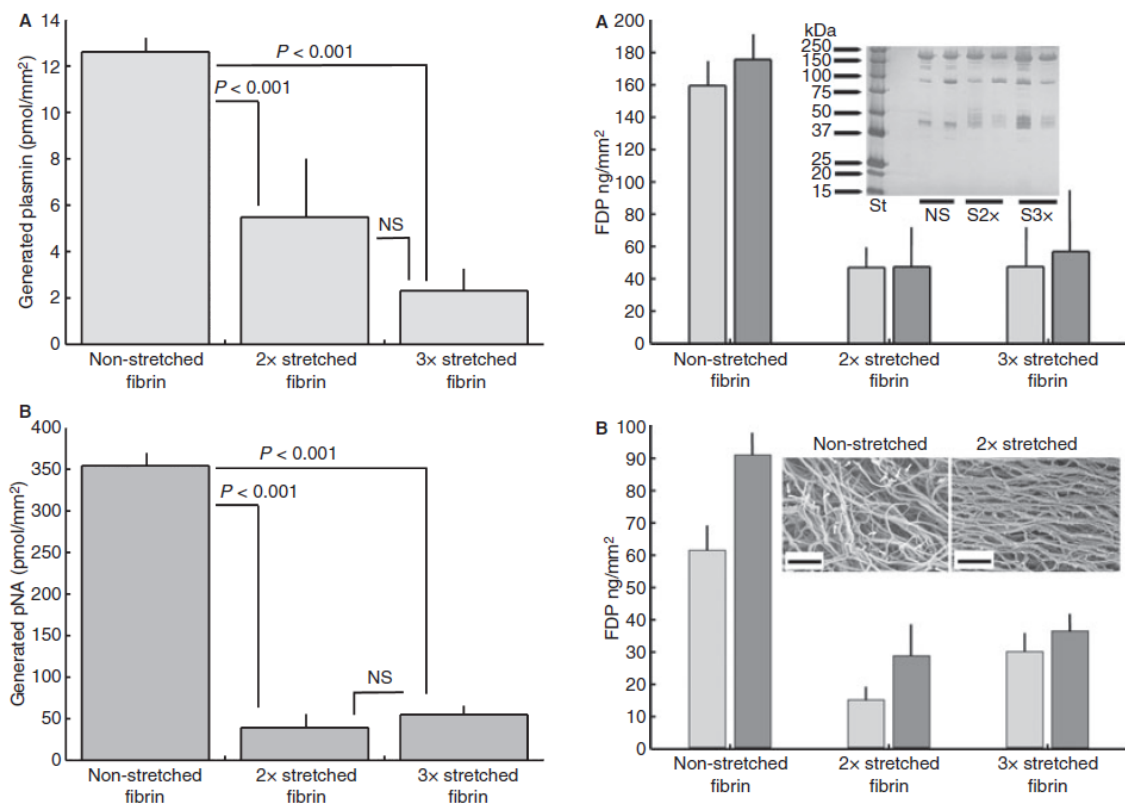 A
Generated plasmin (pmol/mm²)
14
12
10
8
6
4
2
0
P < 0.001
P < 0.001
NS
Non-stretched
fibrin
2× stretched
fibrin
3× stretched
fibrin
B
Generated pNA (pmol/mm²)
400
350
300
250
200
150
100
50
0
P < 0.001
P < 0.001
NS
Non-stretched
fibrin
2× stretched
fibrin
3× stretched
fibrin
A
FDP ng/mm²
200
180
160
140
120
100
80
60
40
20
0
kDa
250
150
100
75
50
37
25
20
15
St
NS
S2×
S3×
Non-stretched
fibrin
2× stretched
fibrin
3× stretched
fibrin
B
FDP ng/mm²
100
90
80
70
60
50
40
30
20
10
0
Non-stretched
2× stretched
Non-stretched
fibrin
2× stretched
fibrin
3× stretched
fibrin